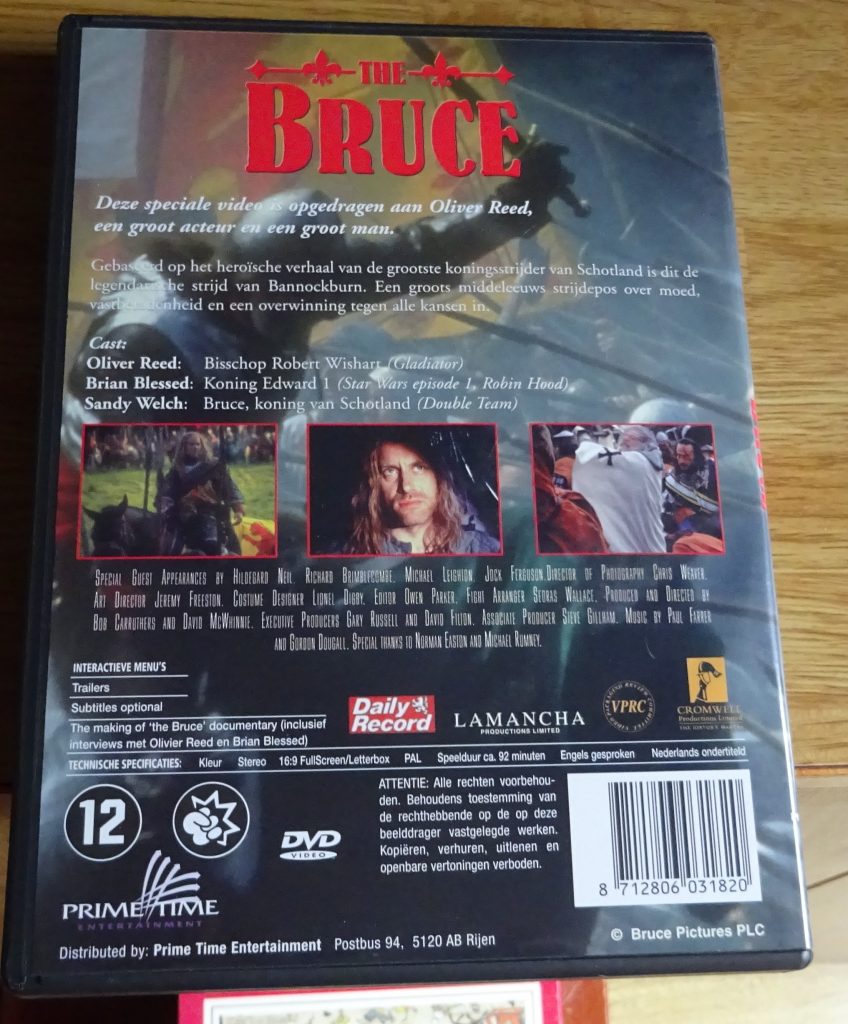 THE
BRUCE
Deze speciale video is opgedragen aan Oliver Reed,
een groot acteur en een groot man.
Gebaseerd op het heroïsche verhaal van de grootste koningsstrijder van Schotland is dit de
legendarische strijd van Bannockburn. Een groots middeleeuws strijdepos over moed,
vastberadenheid en een overwinning tegen alle kansen in.
Cast:
Oliver Reed: Bisschop Robert Wishart (Gladiator)
Brian Blessed: Koning Edward 1 (Star Wars episode 1, Robin Hood)
Sandy Welch: Bruce, koning van Schotland (Double Team)
Special Guest Appearances by Hildegard Neil, Richard Brimblecombe, Michael Leighton, Jock Ferguson. Director of Photography Chris Weaver.
Art Director Jeremy Freeston. Costume Designer Lionel Digby. Editor Owen Parker. Fight Arranger Seoras Wallace. Produced and Directed by
Bob Carruthers and David McWhinnie. Executive Producers Gary Russell and David Filton. Associate Producer Steve Gillham. Music by Paul Farrer
and Gordon Dougall. Special thanks to Norman Easton and Michael Rumney.
INTERACTIEVE MENU'S
Trailers
Subtitles optional
The making of 'the Bruce' documentary (inclusief
interviews met Olivier Reed en Brian Blessed)
Daily
Record
LAMANCHA
PRODUCTIONS LIMITED
VPRC
CROMWELL
Productions Limited
TECHNISCHE SPECIFICATIES: Kleur Stereo 16:9 FullScreen/Letterbox PAL Speelduur ca. 92 minuten Engels gesproken Nederlands ondertiteld
12
DVD
VIDEO
ATTENTIE: Alle rechten voorbehou-
den. Behoudens toestemming van
de rechthebbende op de op deze
beelddrager vastgelegde werken.
Kopiëren, verhuren, uitlenen en
openbare vertoningen verboden.
8 712806 031820
PRIME TIME
ENTERTAINMENT
Distributed by: Prime Time Entertainment Postbus 94, 5120 AB Rijen
© Bruce Pictures PLC